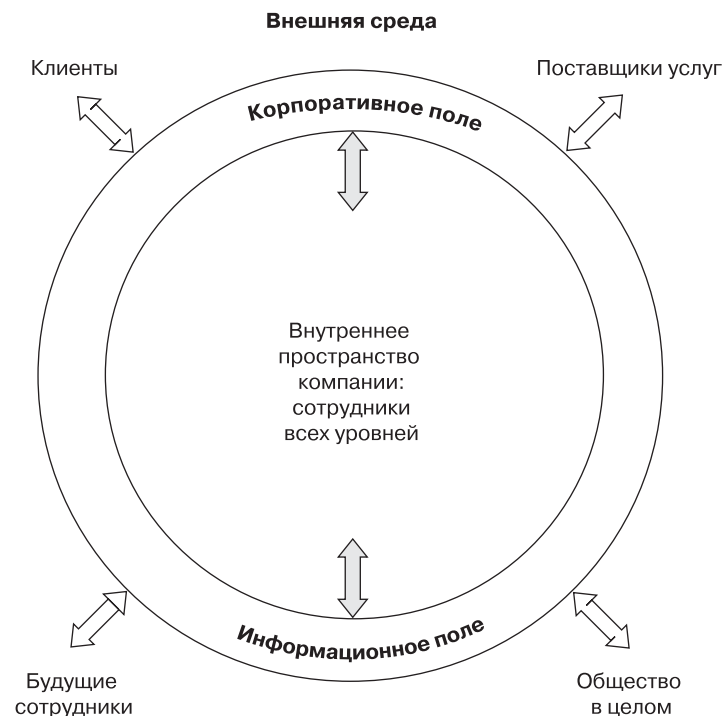 Внешняя среда
Клиенты
Поставщики услуг
Корпоративное поле
Внутреннее
пространство
компании:
сотрудники
всех уровней
Информационное поле
Будущие
сотрудники
Общество
в целом